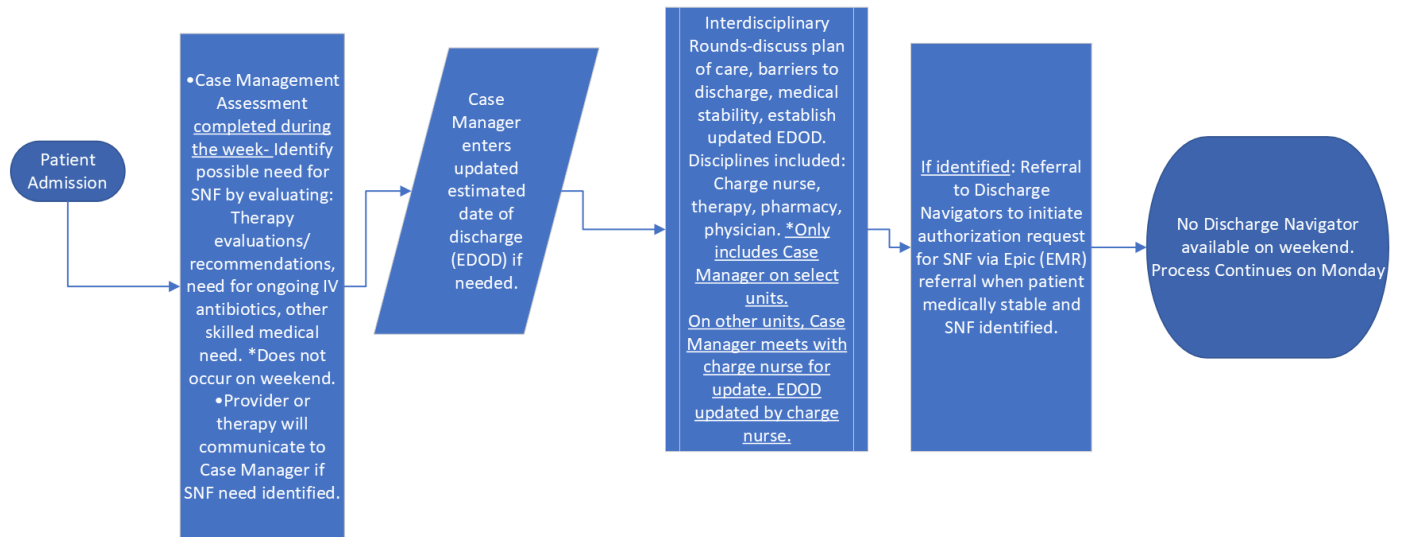 Patient
Admission
•Case Management
Assessment
completed during
the week- Identify
possible need for
SNF by evaluating:
Therapy
evaluations/
recommendations,
need for ongoing IV
antibiotics, other
skilled medical
need. *Does not
occur on weekend.
•Provider or
therapy will
communicate to
Case Manager if
SNF need identified.
Case
Manager
enters
updated
estimated
date of
discharge
(EDOD) if
needed.
Interdisciplinary
Rounds-discuss plan
of care, barriers to
discharge, medical
stability, establish
updated EDOD.
Disciplines included:
Charge nurse,
therapy, pharmacy,
physician. *Only
includes Case
Manager on select
units.
On other units, Case
Manager meets with
charge nurse for
update. EDOD
updated by charge
nurse.
If identified: Referral
to Discharge
Navigators to initiate
authorization request
for SNF via Epic (EMR)
referral when patient
medically stable and
SNF identified.
No Discharge Navigator
available on weekend.
Process Continues on Monday